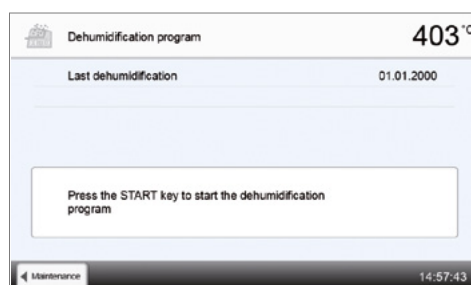 Dehumidification program
403 °C
Last dehumidification
01.01.2000
Press the START key to start the dehumidification
program
Maintenance
14:57:43